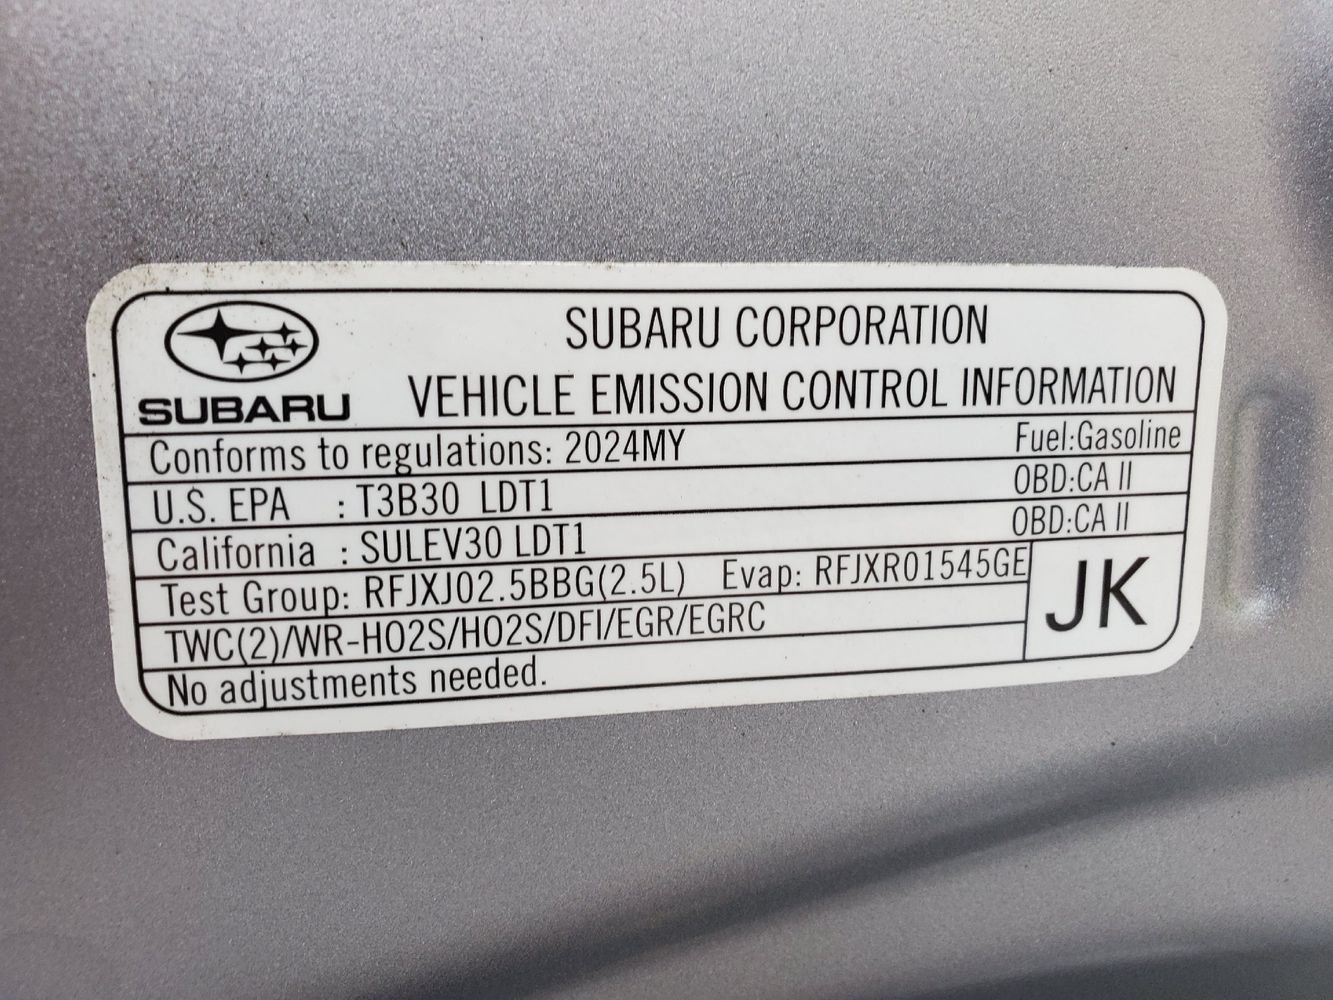 SUBARU CORPORATION
SUBARU VEHICLE EMISSION CONTROL INFORMATION
Conforms to regulations: 2024MY Fuel:Gasoline
U.S. EPA : T3B30 LDT1 OBD:CA II
California : SULEV30 LDT1 OBD:CA II
Test Group: RFJXJ02.5BBG(2.5L) Evap: RFJXR01545GE
JK
TWC(2)/WR-HO2S/HO2S/DFI/EGR/EGRC
No adjustments needed.